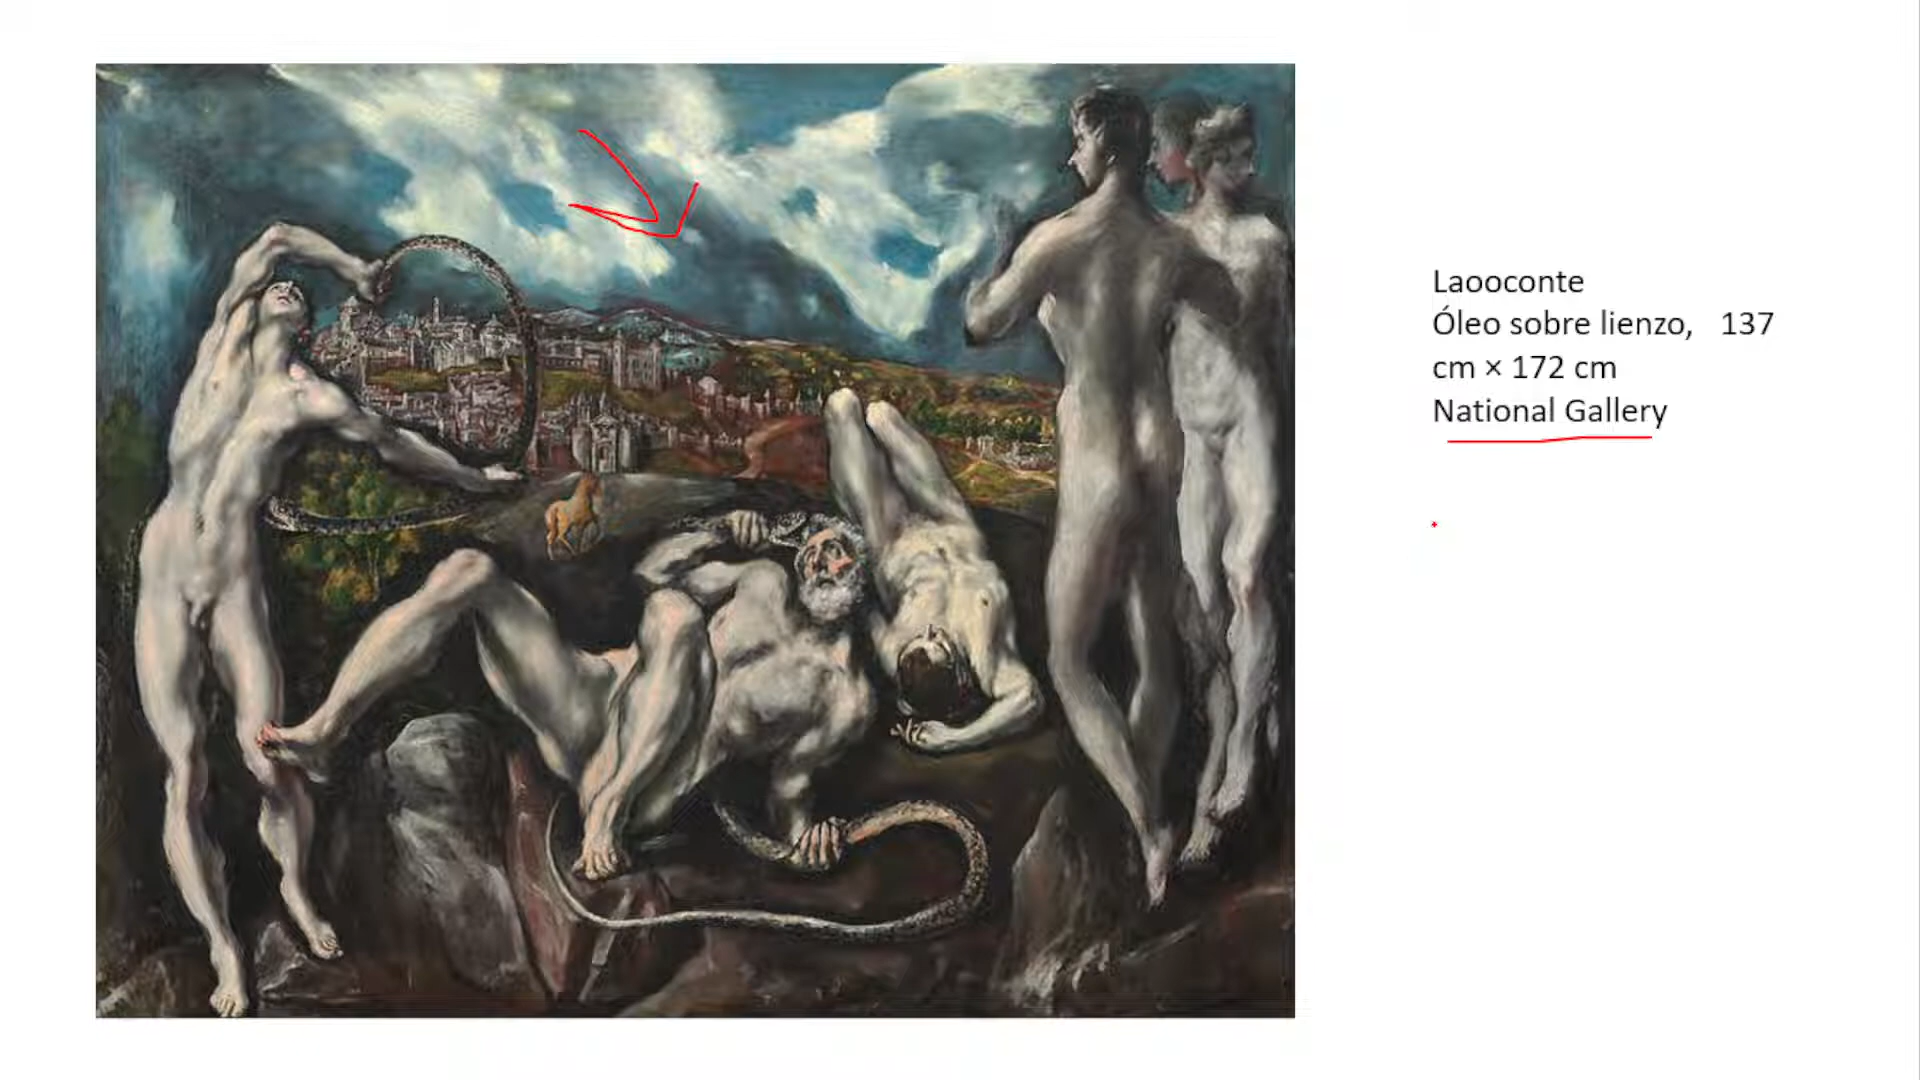 Laooconte
Óleo sobre lienzo, 137
cm × 172 cm
National Gallery